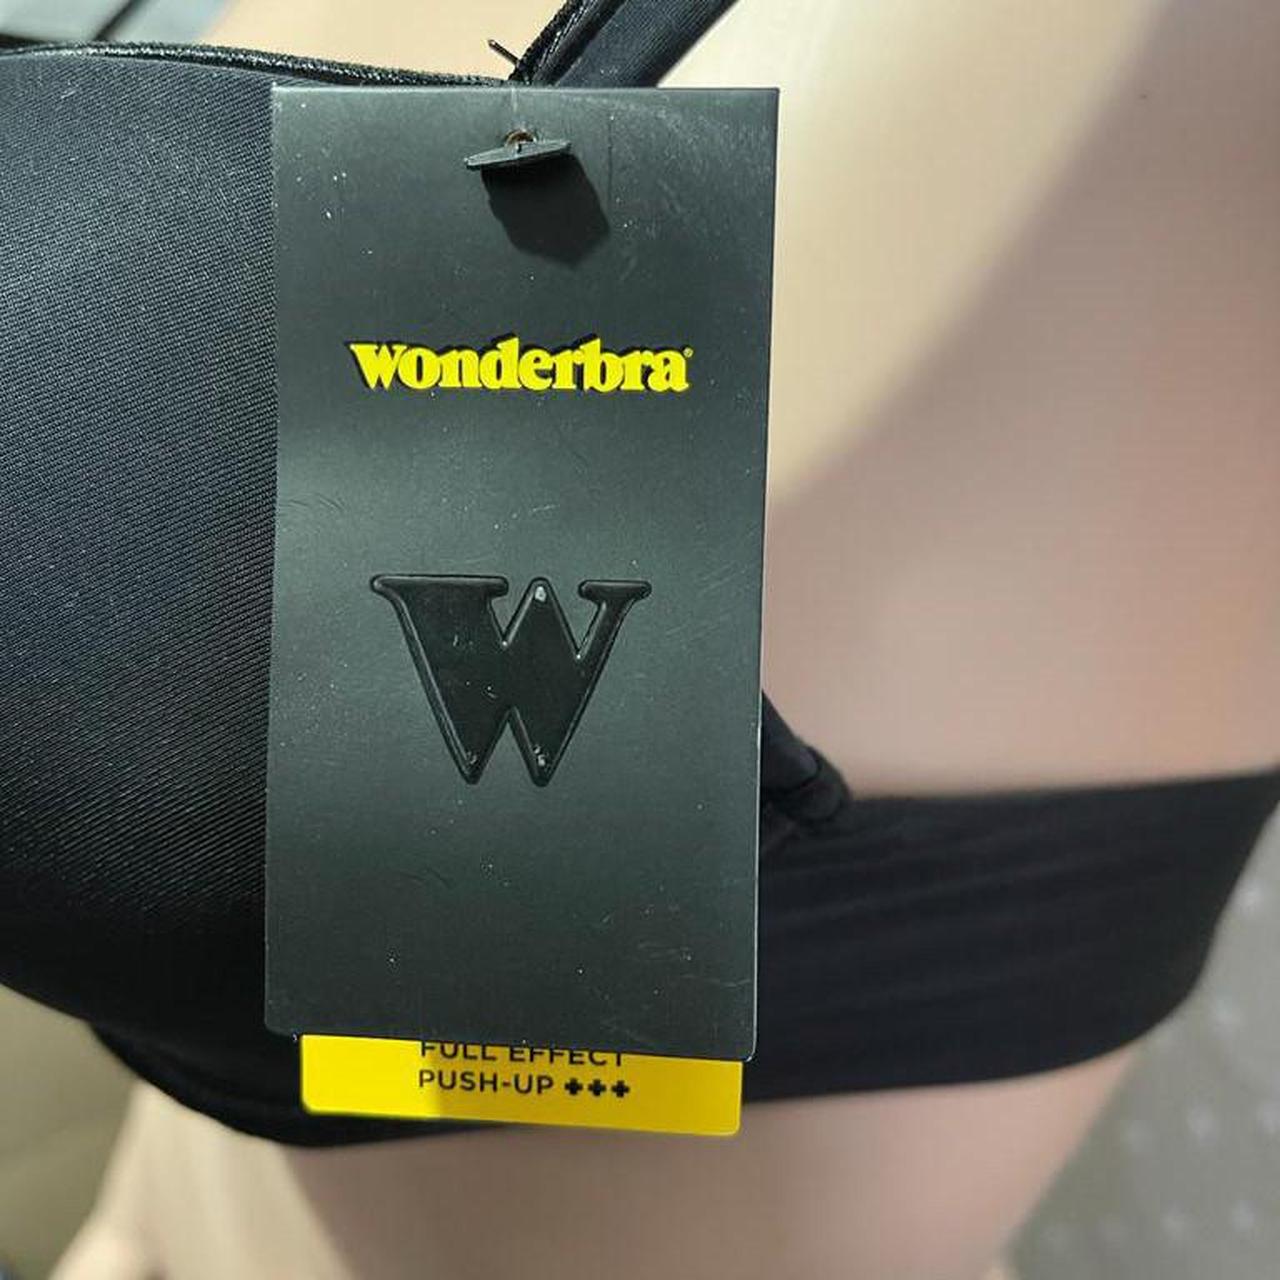 wonderbra®
W
FULL EFFECT
PUSH-UP +++